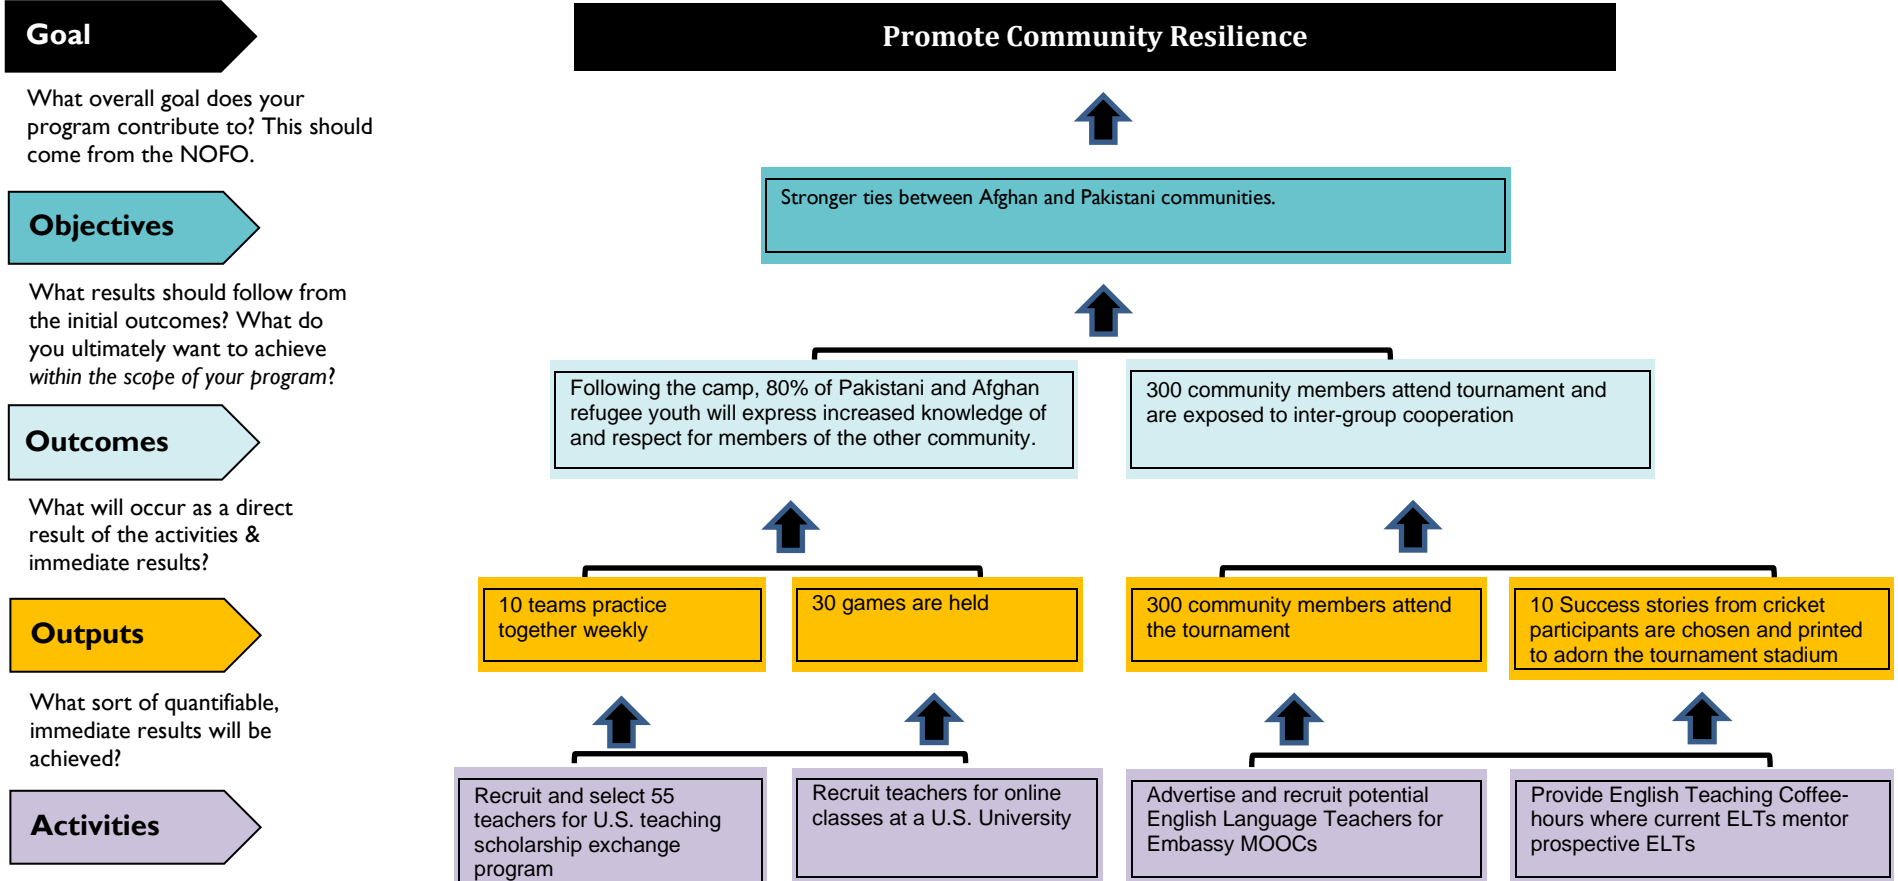 Goal
Promote Community Resilience
What overall goal does your
program contribute to? This should
come from the NOFO.
Objectives
Stronger ties between Afghan and Pakistani communities.
What results should follow from
the initial outcomes? What do
you ultimately want to achieve
within the scope of your program?
Following the camp, 80% of Pakistani and Afghan
refugee youth will express increased knowledge of
and respect for members of the other community.
300 community members attend tournament and
are exposed to inter-group cooperation
Outcomes
What will occur as a direct
result of the activities &
immediate results?
10 teams practice
together weekly
30 games are held
300 community members attend
the tournament
10 Success stories from cricket
participants are chosen and printed
to adorn the tournament stadium
Outputs
What sort of quantifiable,
immediate results will be
achieved?
Recruit and select 55
teachers for U.S. teaching
scholarship exchange
program
Recruit teachers for online
classes at a U.S. University
Advertise and recruit potential
English Language Teachers for
Embassy MOOCs
Provide English Teaching Coffee-
hours where current ELTs mentor
prospective ELTs
Activities